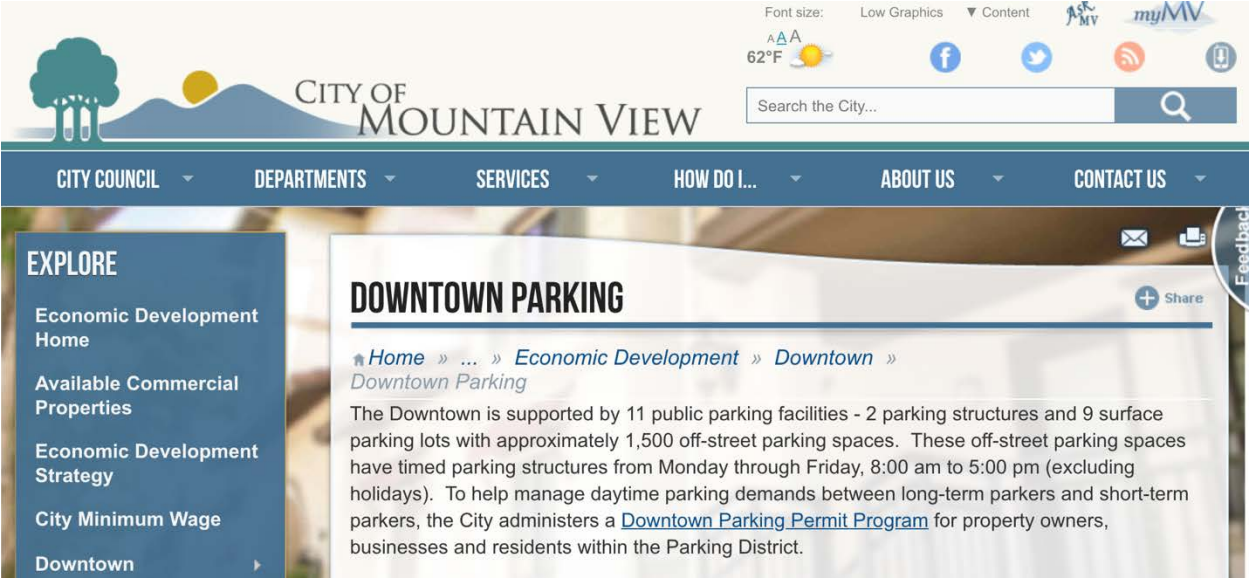 Font size:
Low Graphics
▼ Content
ASK MV
myMV
A A A
62°F
CITY OF
MOUNTAIN VIEW
Search the City...
CITY COUNCIL
DEPARTMENTS
SERVICES
HOW DO I...
ABOUT US
CONTACT US
Feedback
EXPLORE
Economic Development
Home
Available Commercial
Properties
Economic Development
Strategy
City Minimum Wage
Downtown
DOWNTOWN PARKING
Share
Home » ... » Economic Development » Downtown »
Downtown Parking
The Downtown is supported by 11 public parking facilities - 2 parking structures and 9 surface
parking lots with approximately 1,500 off-street parking spaces.  These off-street parking spaces
have timed parking structures from Monday through Friday, 8:00 am to 5:00 pm (excluding
holidays).  To help manage daytime parking demands between long-term parkers and short-term
parkers, the City administers a Downtown Parking Permit Program for property owners,
businesses and residents within the Parking District.